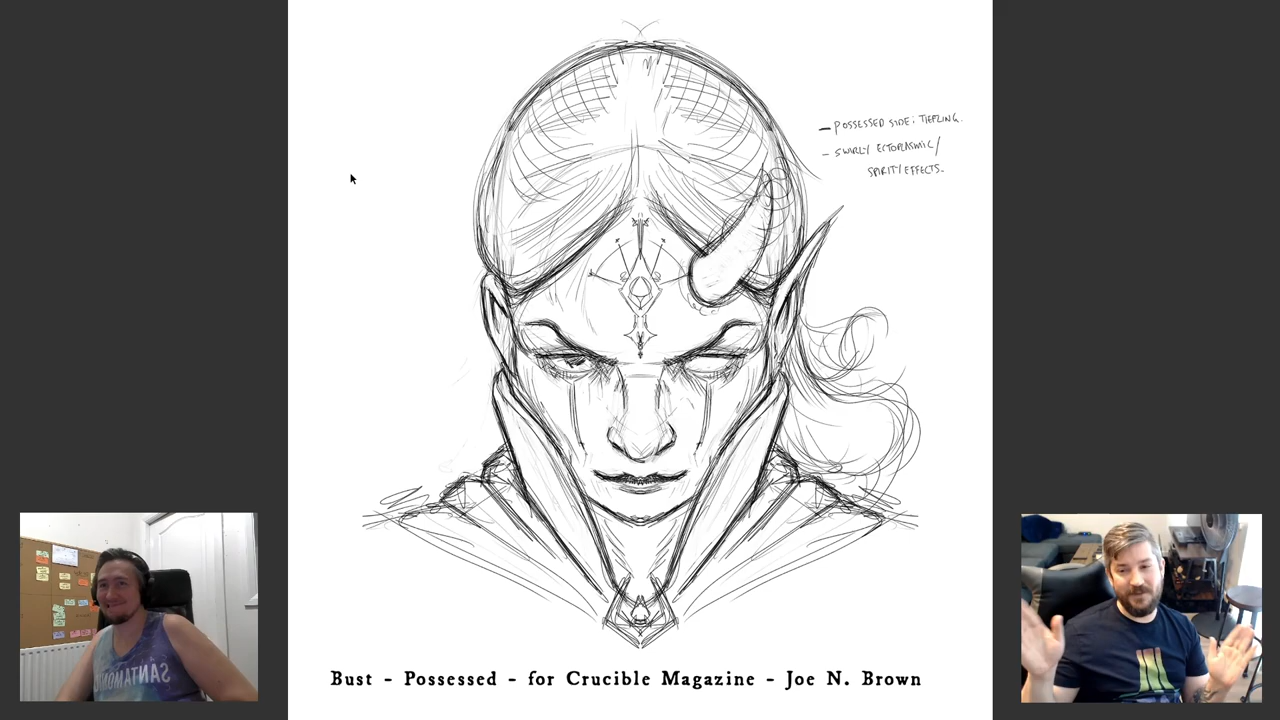 – POSSESSED SIDE: TIEFLING.
– SWIRLY ECTOPLASMIC/
SPIRIT/EFFECTS.
Bust - Possessed - for Crucible Magazine - Joe N. Brown